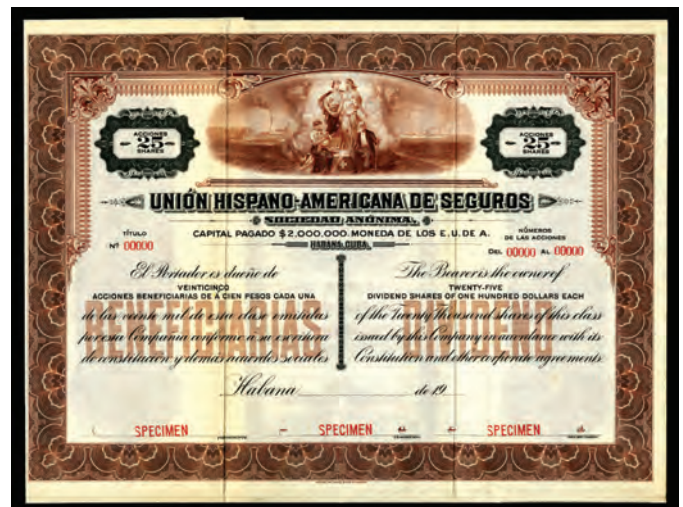 ACCIONES
- 25 -
SHARES
ACCIONES
- 25 -
SHARES
UNIÓN HISPANO-AMERICANA DE SEGUROS
SOCIEDAD ANÓNIMA.
TÍTULO
Nº 00000
CAPITAL PAGADO $2.000.000. MONEDA DE LOS E.U. DE A.
HABANA, CUBA.
NÚMEROS
DE LAS ACCIONES
DEL 00000 AL 00000
El Portador es dueño de
VEINTICINCO
ACCIONES BENEFICIARIAS DE A CIEN PESOS CADA UNA
de las veinte mil de esta clase emitidas
por esta Compañia conforme a su escritura
de constitución y demás acuerdos sociales
BENEFICIARIAS
The Bearer is the owner of
TWENTY-FIVE
DIVIDEND SHARES OF ONE HUNDRED DOLLARS EACH
of the Twenty Thousand shares of this class
issued by this Company in accordance with its
Constitution and other corporate agreements.
DIVIDENT
Habana de 19
SPECIMEN SPECIMEN SPECIMEN